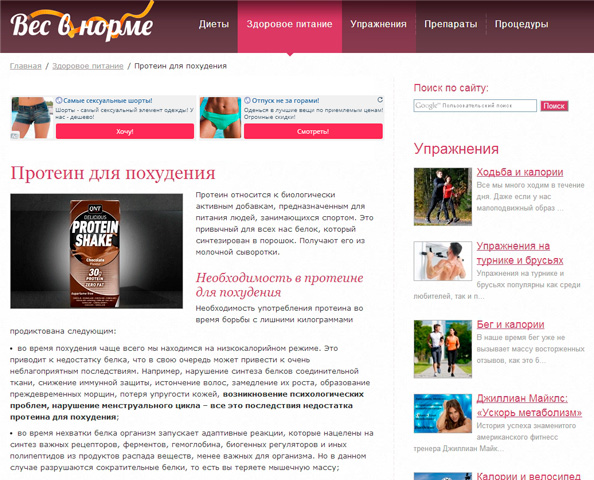 Вес в норме
Диеты
Здоровое питание
Упражнения
Препараты
Процедуры
Главная / Здоровое питание / Протеин для похудения
Самые сексуальные шорты!
Шорты - самый сексуальный элемент одежды! У нас - дешево!
Хочу!
Отпуск не за горами!
Оденься в лучшие вещи по приемлемым ценам! Огромные скидки!
Смотреть!
Протеин для похудения
QNT
DELICIOUS
PROTEIN
SHAKE
Chocolate
30g
PROTEIN
ZERO FAT
Протеин относится к биологически
активным добавкам, предназначенным для
питания людей, занимающихся спортом. Это
привычный для всех нас белок, который
синтезирован в порошок. Получают его из
молочной сыворотки.
Необходимость в протеине
для похудения
Необходимость употребления протеина во
время борьбы с лишними килограммами
продиктована следующим:
• во время похудения чаще всего мы находимся на низкокалорийном режиме. Это
приводит к недостатку белка, что в свою очередь может привести к очень
неблагоприятным последствиям. Например, нарушение синтеза белков соединительной
ткани, снижение иммунной защиты, истончение волос, замедление их роста, образование
преждевременных морщин, потеря упругости кожей, возникновение психологических
проблем, нарушение менструального цикла – все это последствия недостатка
протеина для похудения;
• во время нехватки белка организм запускает адаптивные реакции, которые нацелены на
синтез важных рецепторов, ферментов, гемоглобина, биогенных регуляторов и иных
полипептидов из продуктов распада веществ, менее важных для организма. Но в данном
случае разрушаются сократительные белки, то есть вы теряете мышечную массу;
Поиск по сайту:
Google™ Пользовательский поиск
Поиск
Упражнения
Ходьба и калории
Все мы много ходим в течение
дня. Даже если у нас
малоподвижный образ ...
Упражнения на
турнике и брусьях
Упражнения на турнике и
брусьях популярны как среди
любителей, так и п...
Бег и калории
В наше время бег уже не
вызывает массу восторженных
отзывов, как это б...
Джиллиан Майклс:
«Ускорь метаболизм»
История успеха знаменитого
американского фитнес
тренера Джиллиан Майк...
Калории и велосипед